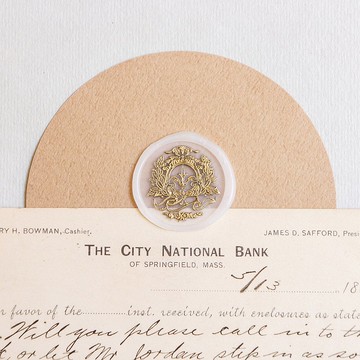 RY H. BOWMAN, Cashier. JAMES D. SAFFORD, Presi
THE CITY NATIONAL BANK
OF SPRINGFIELD, MASS.
5/13 18
r favor of the inst. received, with enclosures as state
Will you please call in to th
or let Mr. Jordan step in as so